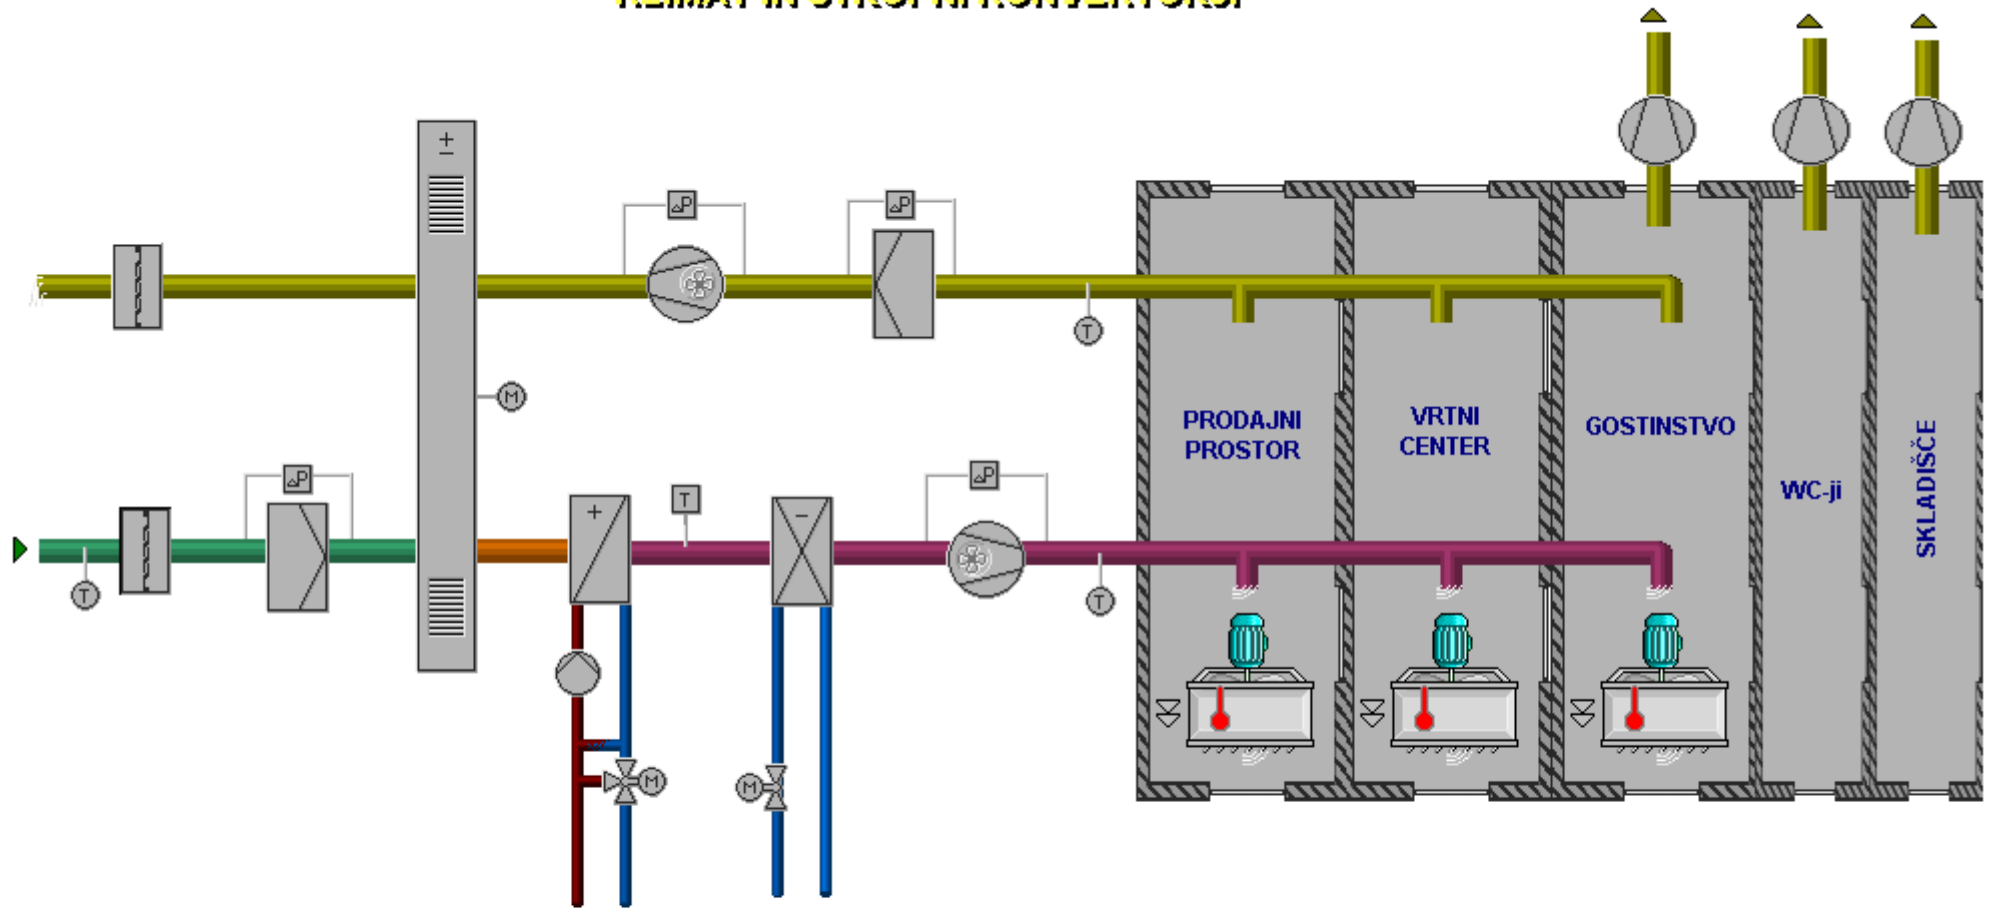 +
−
△P
△P
T
M
PRODAJNI
PROSTOR
VRTNI
CENTER
GOSTINSTVO
WC-ji
SKLADIŠČE
△P
T
△P
+
−
T
T
M
M